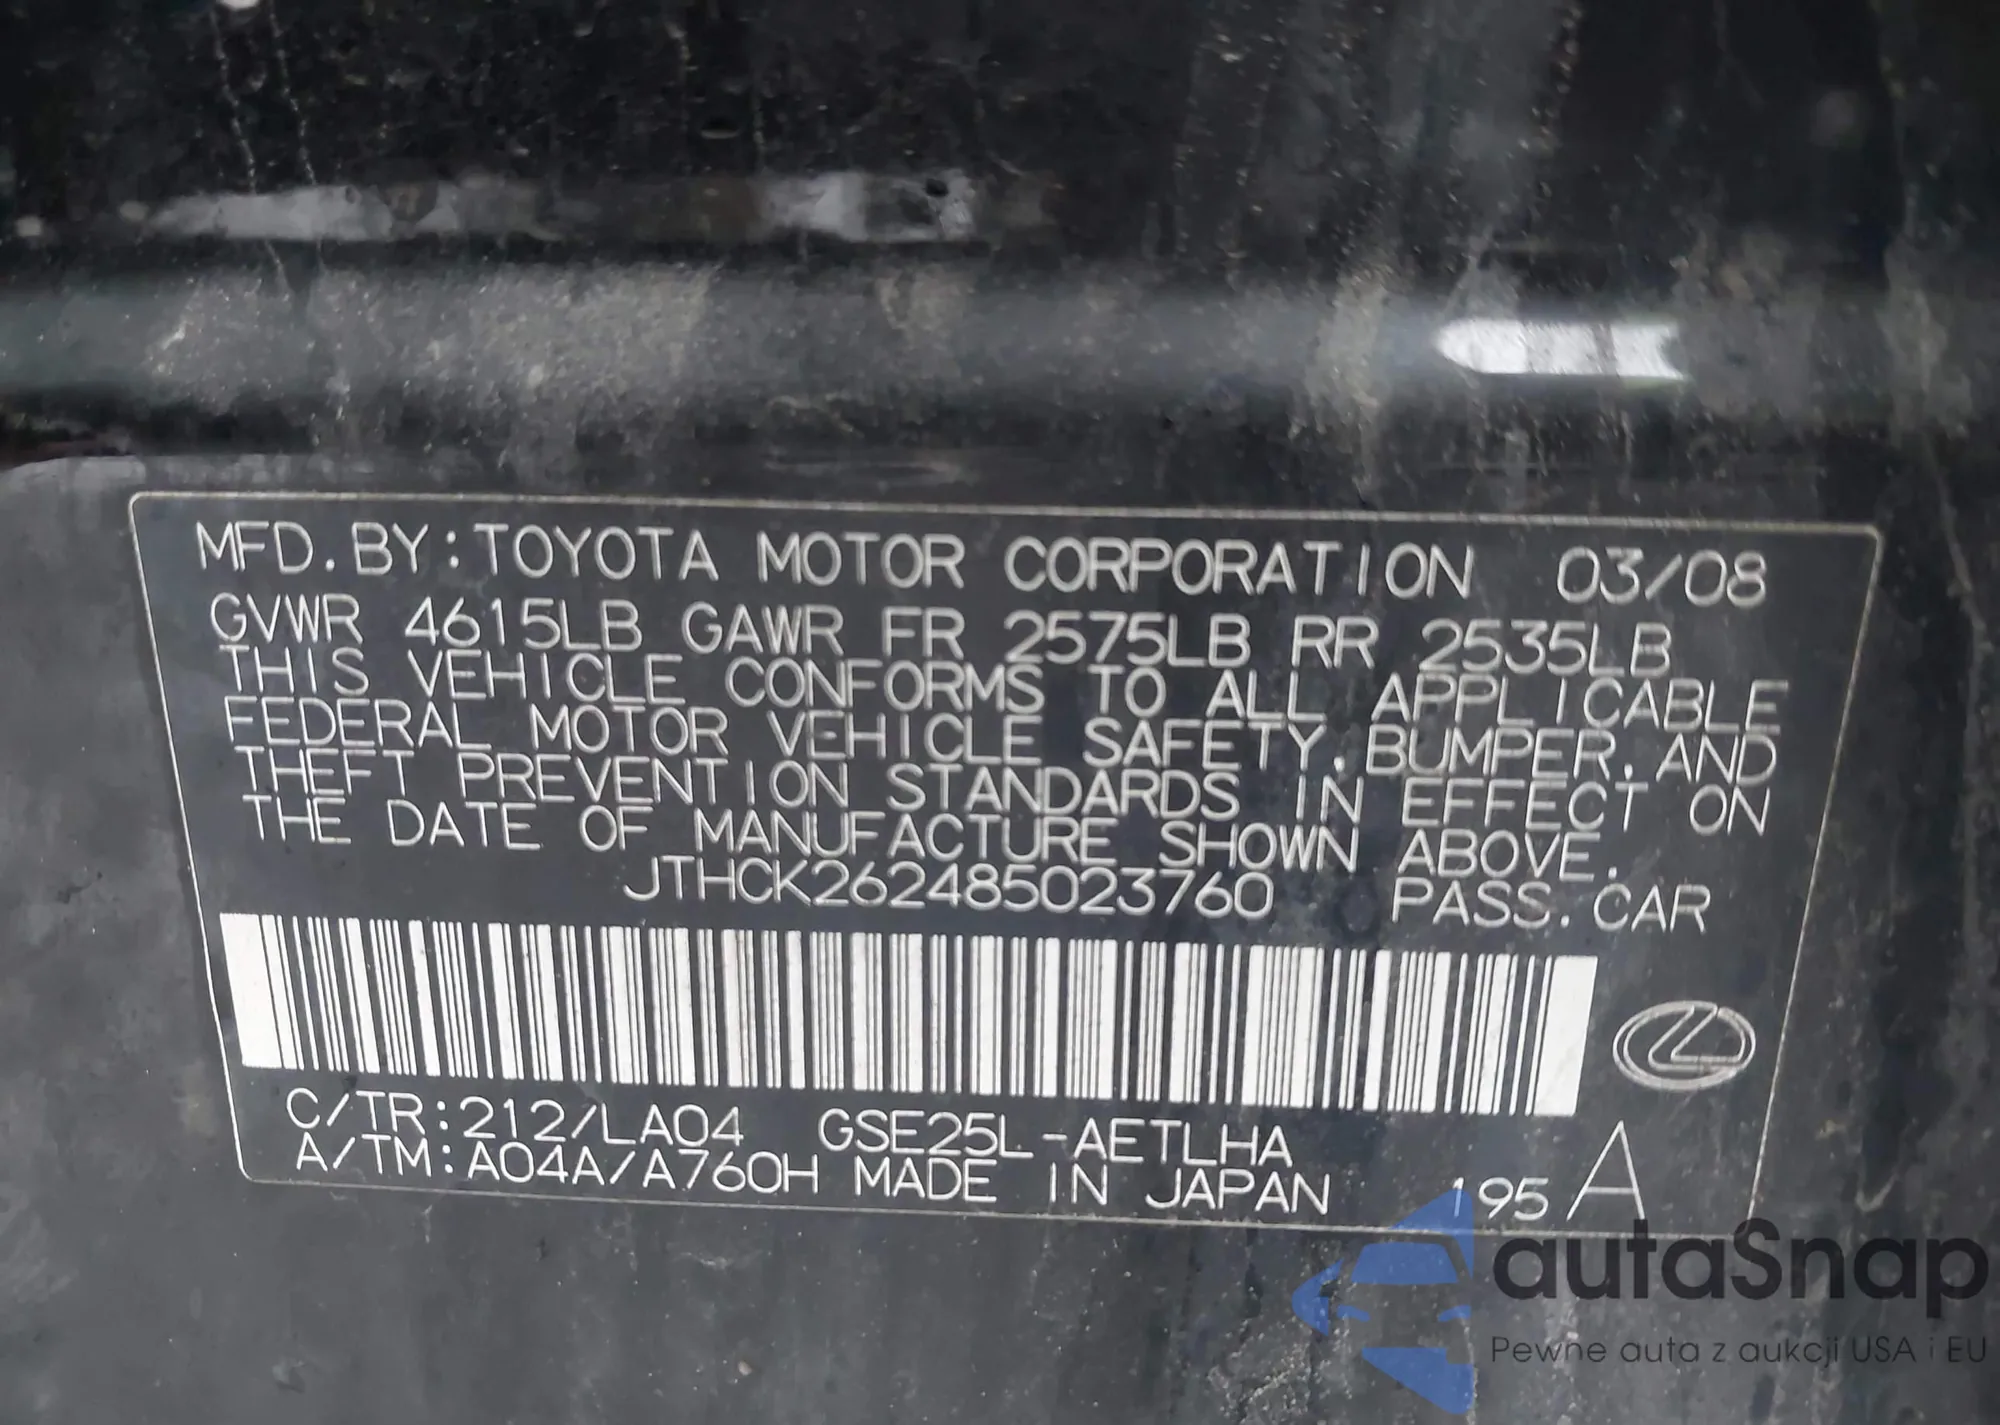 MFD. BY: TOYOTA MOTOR CORPORATION 03/08
GVWR 4615LB GAWR FR 2575LB RR 2535LB
THIS VEHICLE CONFORMS TO ALL APPLICABLE
FEDERAL MOTOR VEHICLE SAFETY, BUMPER, AND
THEFT PREVENTION STANDARDS IN EFFECT ON
THE DATE OF MANUFACTURE SHOWN ABOVE.
JTHCK262485023760 PASS. CAR
C/TR:212/LA04 GSE25L-AETLHA
A/TM:A04A/A760H MADE IN JAPAN 195 A
autaSnap
Pewne auta z aukcji USA i EU